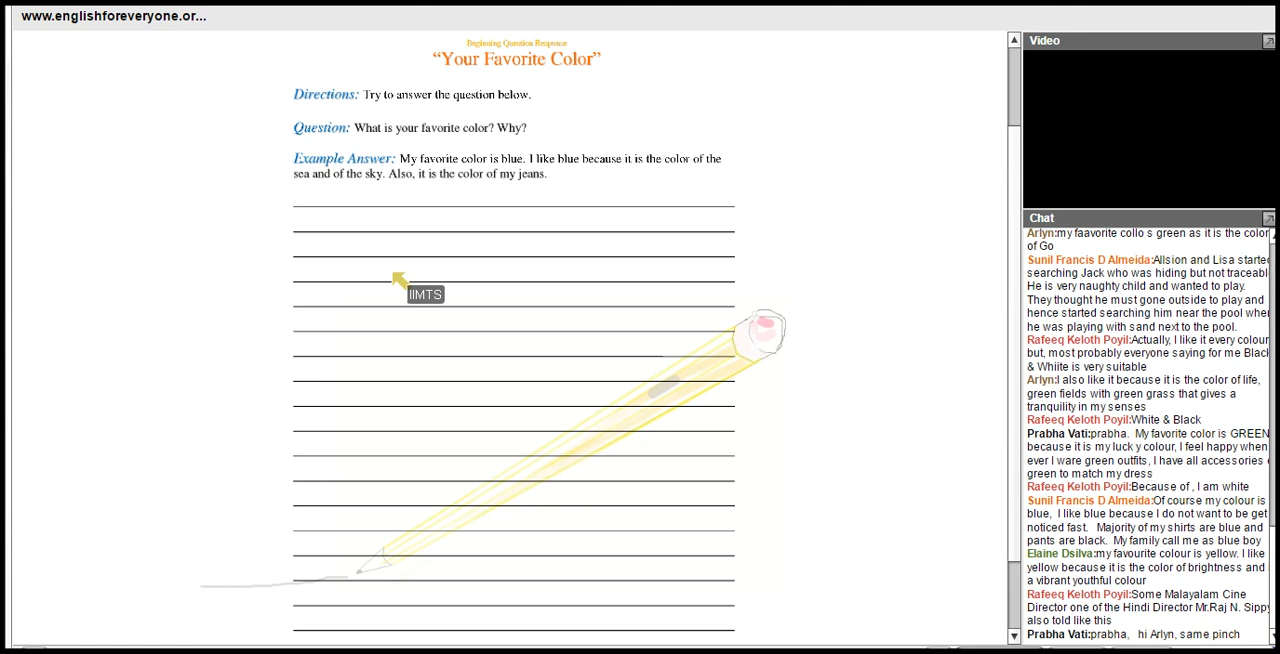 www.englishforeveryone.or...
Beginning Question Response
“Your Favorite Color”
Directions: Try to answer the question below.
Question: What is your favorite color? Why?
Example Answer: My favorite color is blue. I like blue because it is the color of the
sea and of the sky. Also, it is the color of my jeans.
IIMTS
Video
Chat
Arlyn:my faavorite collo s green as it is the color
of Go
Sunil Francis D Almeida:Allsion and Lisa started
searching Jack who was hiding but not traceabl
He is very naughty child and wanted to play.
They thought he must gone outside to play and
hence started searching him near the pool wher
he was playing with sand next to the pool.
Rafeeq Keloth Poyil:Actually, I like it every colour
but, most probably everyone saying for me Black
& Whiite is very suitable
Arlyn:I also like it because it is the color of life,
green fields with green grass that gives a
tranquility in my senses
Rafeeq Keloth Poyil:White & Black
Prabha Vati:prabha. My favorite color is GREEN
because it is my luck y colour, I feel happy when
ever I ware green outfits, I have all accessories
green to match my dress
Rafeeq Keloth Poyil:Because of , I am white
Sunil Francis D Almeida:Of course my colour is
blue, I like blue because I do not want to be get
noticed fast. Majority of my shirts are blue and
pants are black. My family call me as blue boy
Elaine Dsilva:my favourite colour is yellow. I like
yellow because it is the color of brightness and
a vibrant youthful colour
Rafeeq Keloth Poyil:Some Malayalam Cine
Director one of the Hindi Director Mr.Raj N. Sippy
also told like this
Prabha Vati:prabha, hi Arlyn, same pinch